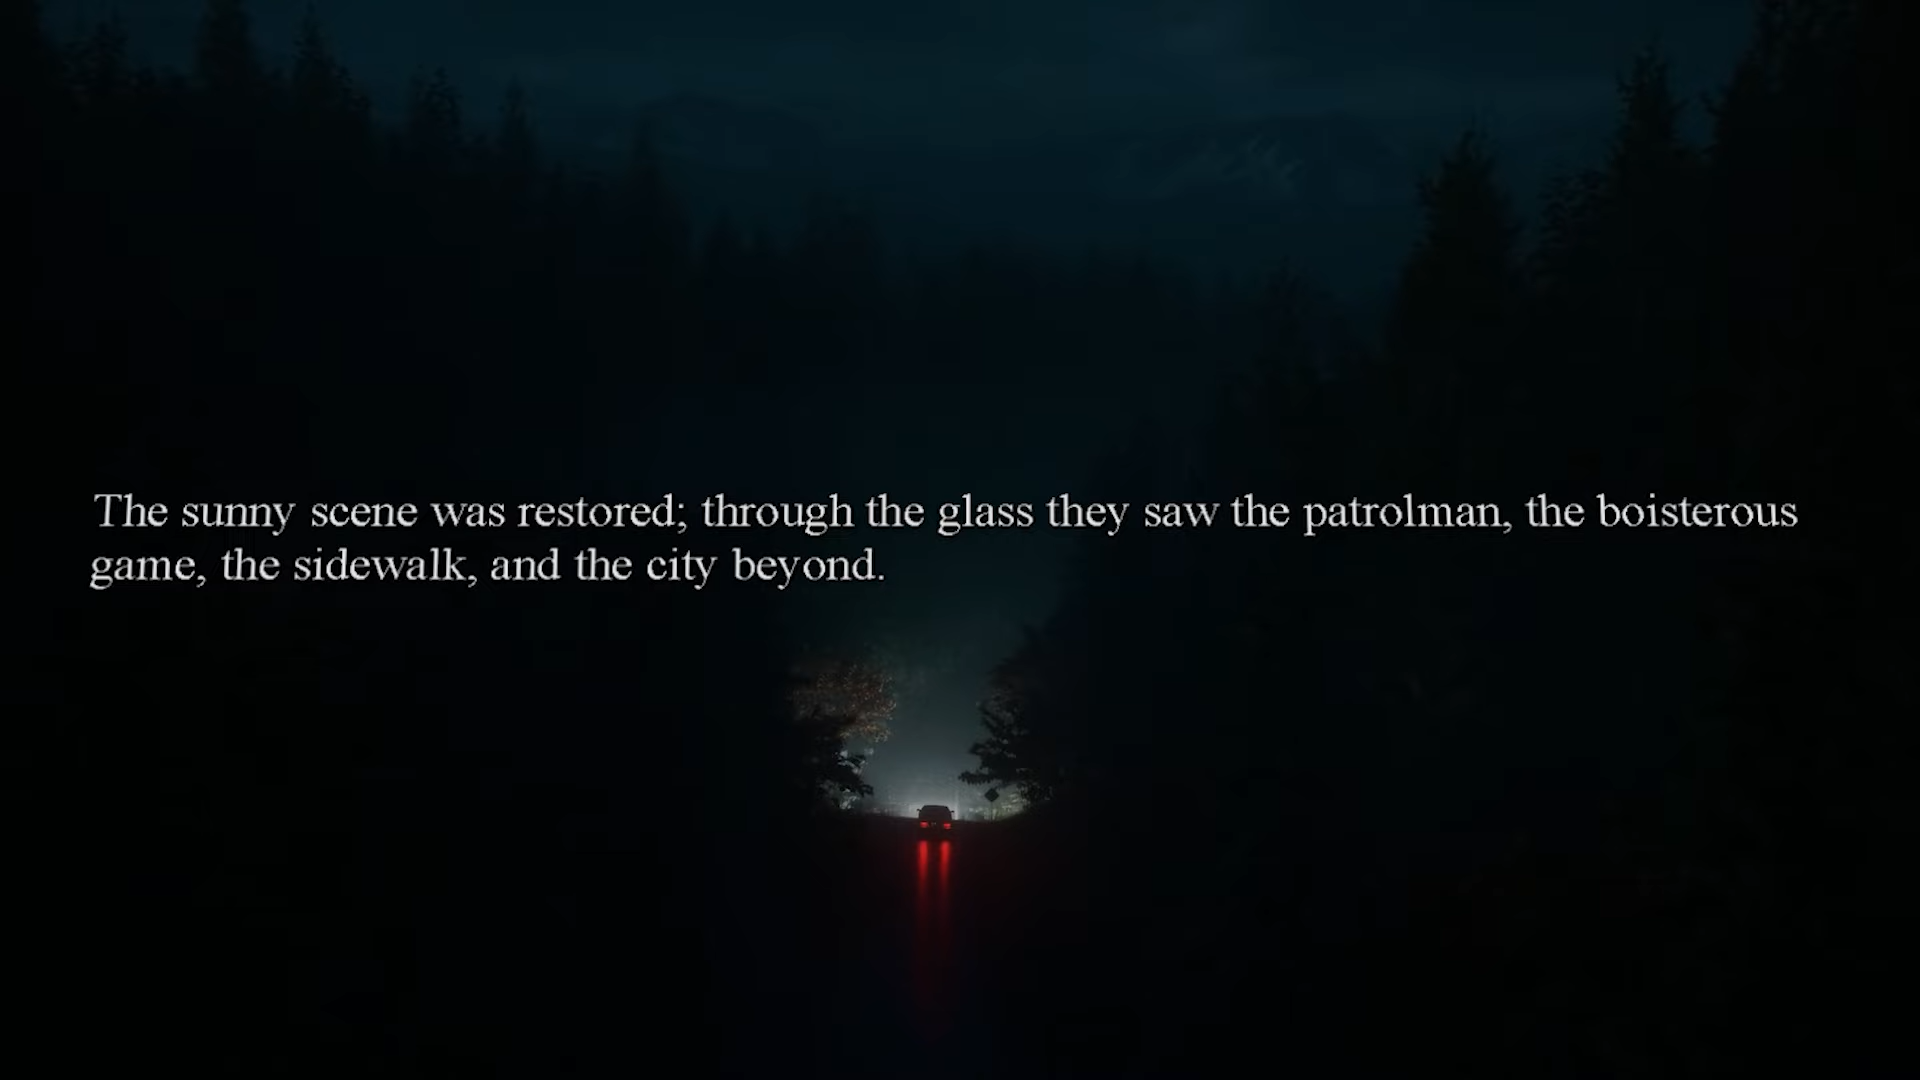 The sunny scene was restored; through the glass they saw the patrolman, the boisterous
game, the sidewalk, and the city beyond.